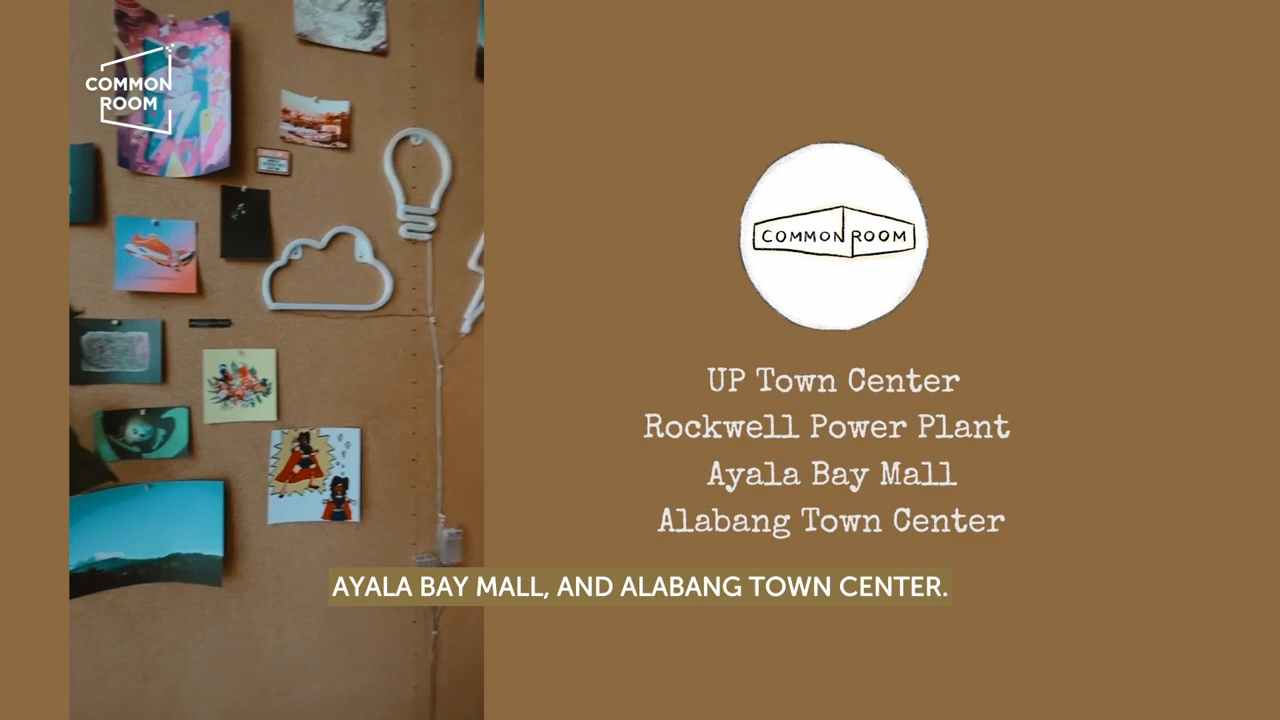 COMMON
ROOM
COMMON ROOM
UP Town Center
Rockwell Power Plant
Ayala Bay Mall
Alabang Town Center
AYALA BAY MALL, AND ALABANG TOWN CENTER.